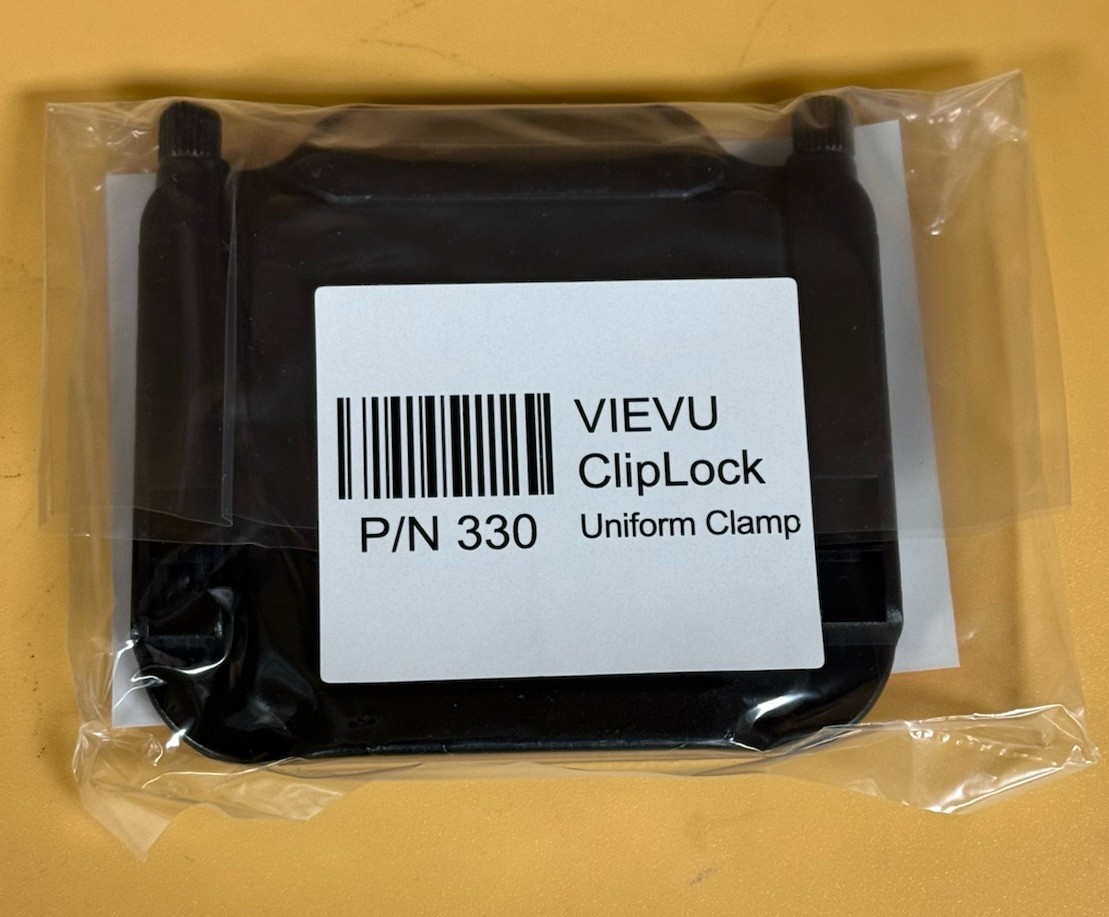 VIEVU
ClipLock
P/N 330
Uniform Clamp